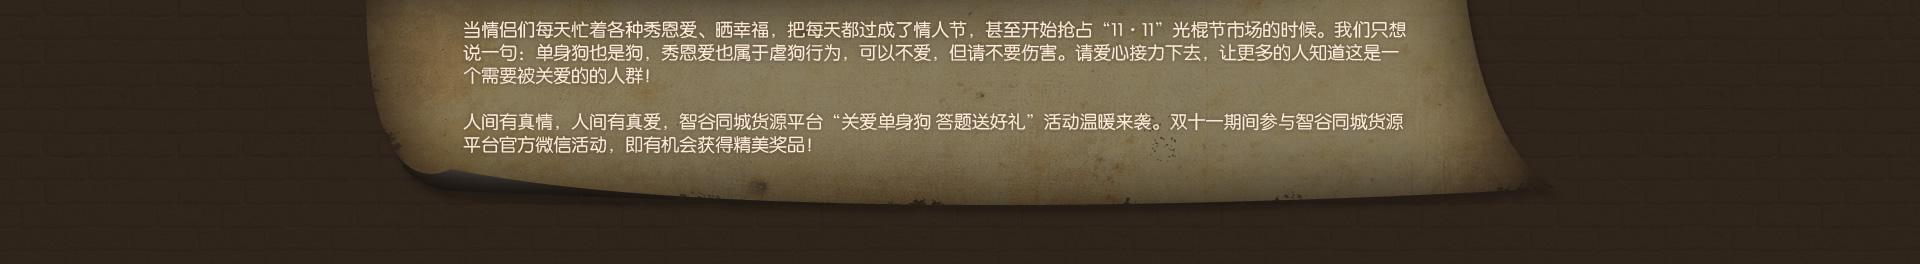 当情侣们每天忙着各种秀恩爱、晒幸福，把每天都过成了情人节，甚至开始抢占“11·11”光棍节市场的时候。我们只想
说一句：单身狗也是狗，秀恩爱也属于虐狗行为，可以不爱，但请不要伤害。请爱心接力下去，让更多的人知道这是一
个需要被关爱的的人群！
人间有真情，人间有真爱，智谷同城货源平台“关爱单身狗 答题送好礼”活动温暖来袭。双十一期间参与智谷同城货源
平台官方微信活动，即有机会获得精美奖品！